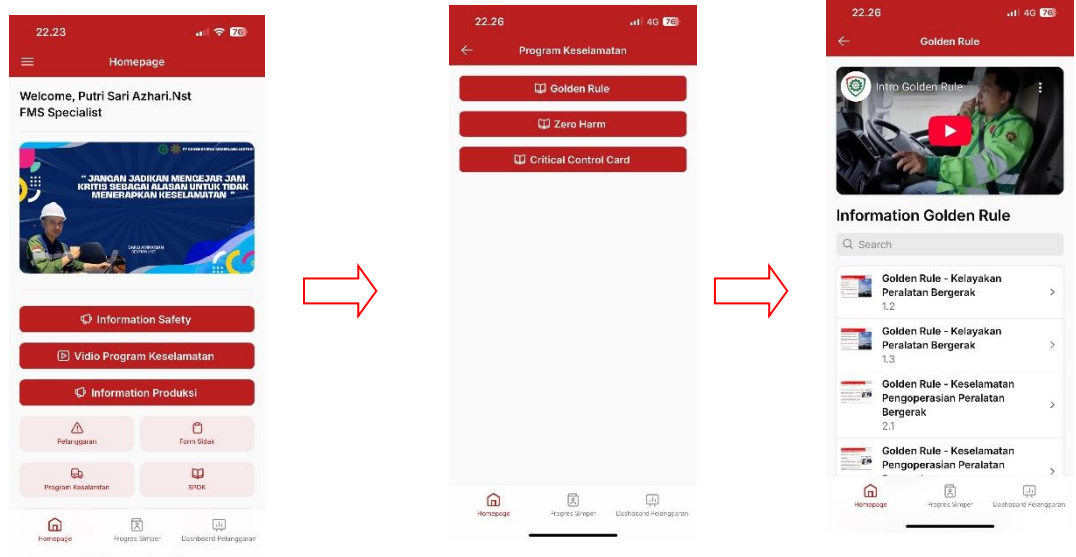 22.23
76
Homepage
Welcome, Putri Sari Azhari.Nst
FMS Specialist
“ JANGAN JADIKAN MENGEJAR JAM
KRITIS SEBAGAI ALASAN UNTUK TIDAK
MENERAPKAN KESELAMATAN ”
Information Safety
Vidio Program Keselamatan
Information Produksi
Pelanggaran
Form Sidak
Program Keselamtan
SPDK
Homepage
Progres Simper
Dashboard Pelanggaran
22.26
4G 76
Program Keselamatan
Golden Rule
Zero Harm
Critical Control Card
Homepage
Progres Simper
Dashboard Pelanggaran
22.26
4G 76
Golden Rule
Intro Golden Rule
Information Golden Rule
Search
Golden Rule - Kelayakan
Peralatan Bergerak
1.2
Golden Rule - Kelayakan
Peralatan Bergerak
1.3
Golden Rule - Keselamatan
Pengoperasian Peralatan
Bergerak
2.1
Golden Rule - Keselamatan
Pengoperasian Peralatan
Homepage
Progres Simper
Dashboard Pelanggaran